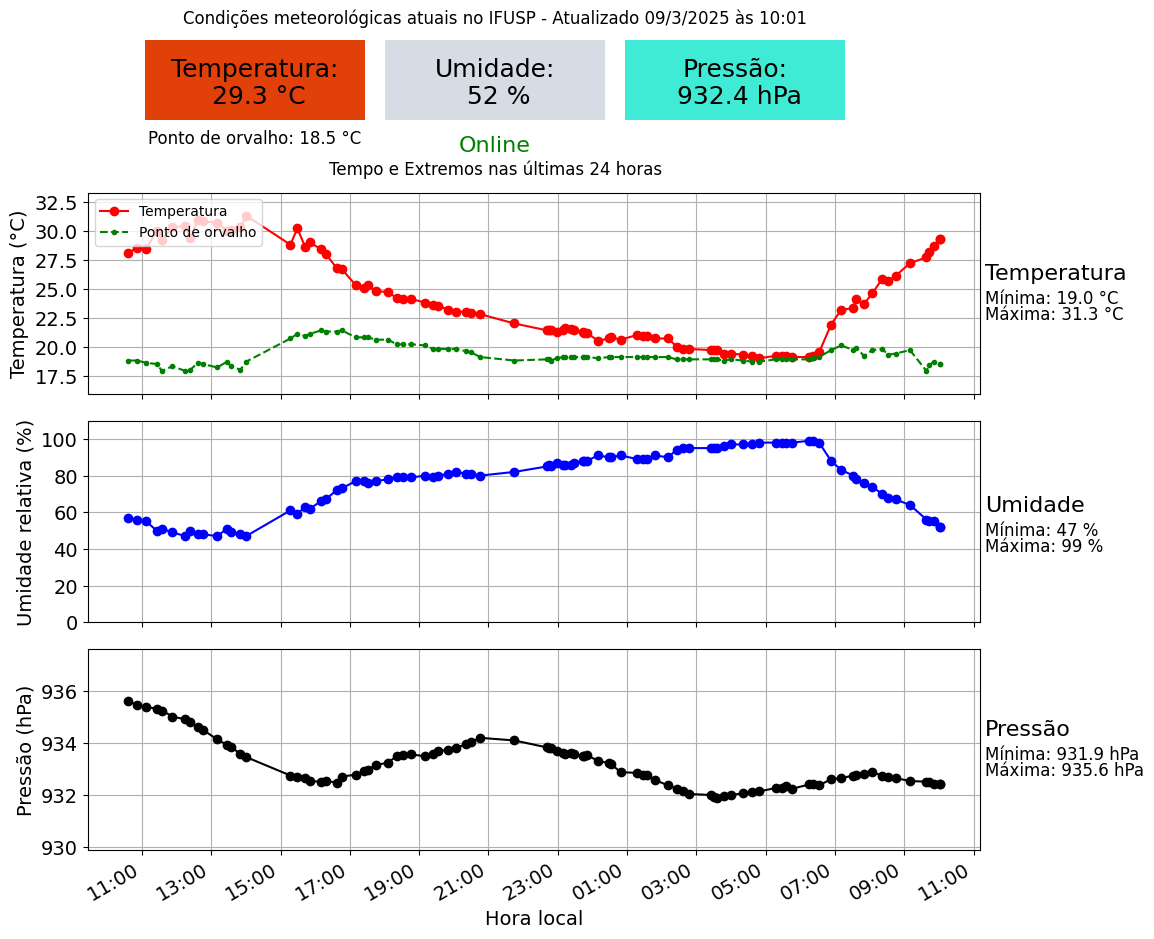 Condições meteorológicas atuais no IFUSP - Atualizado 09/3/2025 às 10:01
Temperatura:
29.3 °C
Umidade:
52 %
Pressão:
932.4 hPa
Ponto de orvalho: 18.5 °C
Online
Tempo e Extremos nas últimas 24 horas
Temperatura (°C)
32.5
30.0
27.5
25.0
22.5
20.0
17.5
Temperatura
Ponto de orvalho
Temperatura
Mínima: 19.0 °C
Máxima: 31.3 °C
Umidade relativa (%)
100
80
60
40
20
0
Umidade
Mínima: 47 %
Máxima: 99 %
Pressão (hPa)
936
934
932
930
Pressão
Mínima: 931.9 hPa
Máxima: 935.6 hPa
11:00
13:00
15:00
17:00
19:00
21:00
23:00
01:00
03:00
05:00
07:00
09:00
11:00
Hora local